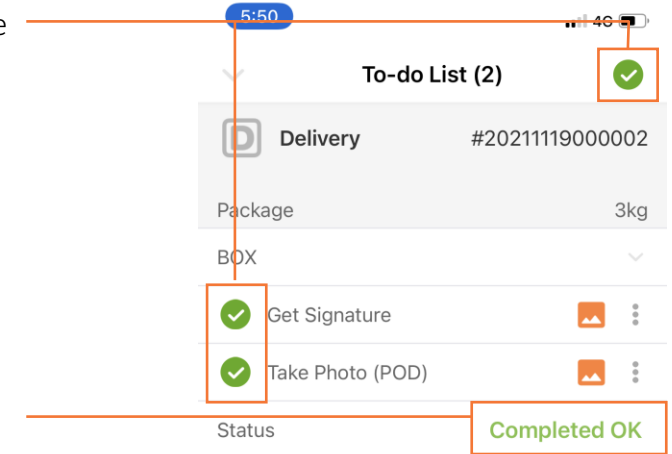 e
5:50
4G
To-do List (2)
D Delivery #20211119000002
Package 3kg
BOX
Get Signature
Take Photo (POD)
Status Completed OK